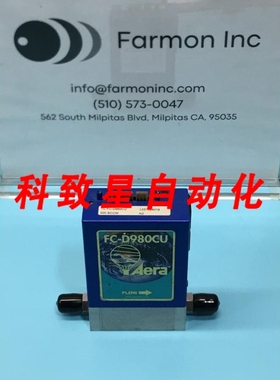 Farmon Inc
info@farmoninc.com
(510) 573-0047
562 South Milpitas Blvd, Milpitas CA, 95035
科致星自动化
FC-D980CU
Aera
FLOW